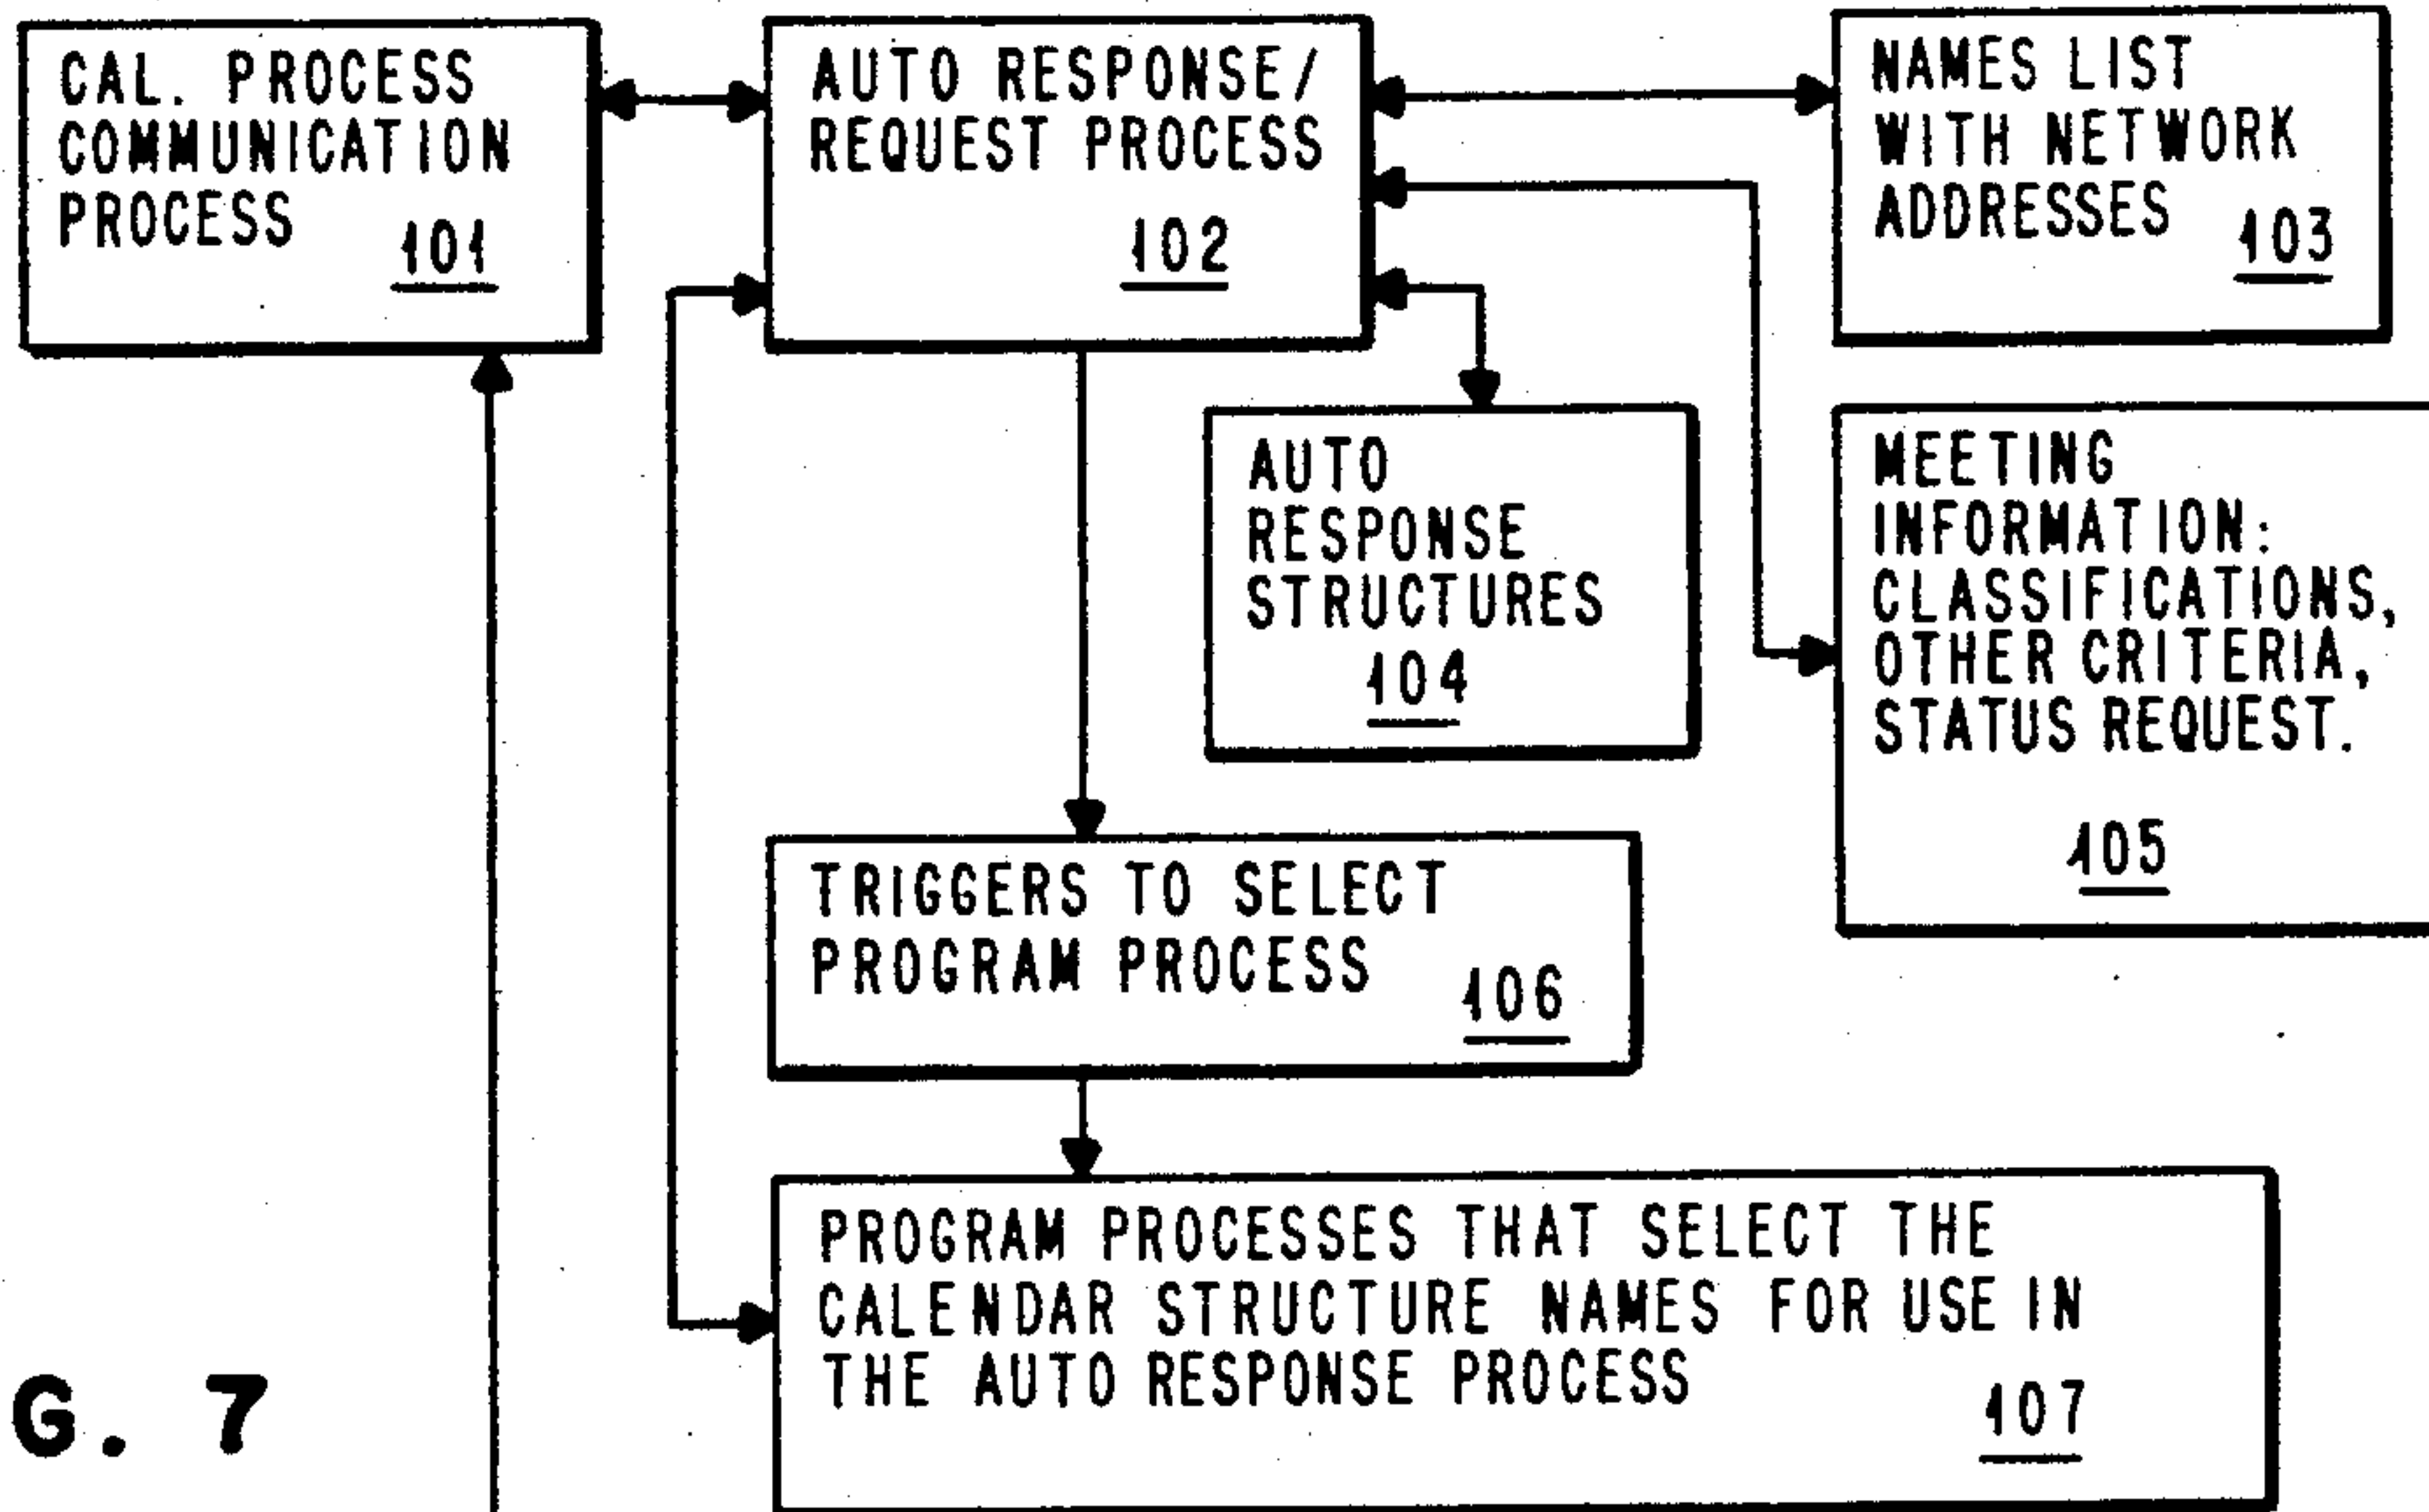 CAL. PROCESS
COMMUNICATION
PROCESS
101
AUTO RESPONSE/
REQUEST PROCESS
102
NAMES LIST
WITH NETWORK
ADDRESSES
103
AUTO
RESPONSE
STRUCTURES
104
MEETING
INFORMATION:
CLASSIFICATIONS,
OTHER CRITERIA,
STATUS REQUEST.
105
TRIGGERS TO SELECT
PROGRAM PROCESS
106
PROGRAM PROCESSES THAT SELECT THE
CALENDAR STRUCTURE NAMES FOR USE IN
THE AUTO RESPONSE PROCESS
107
G. 7